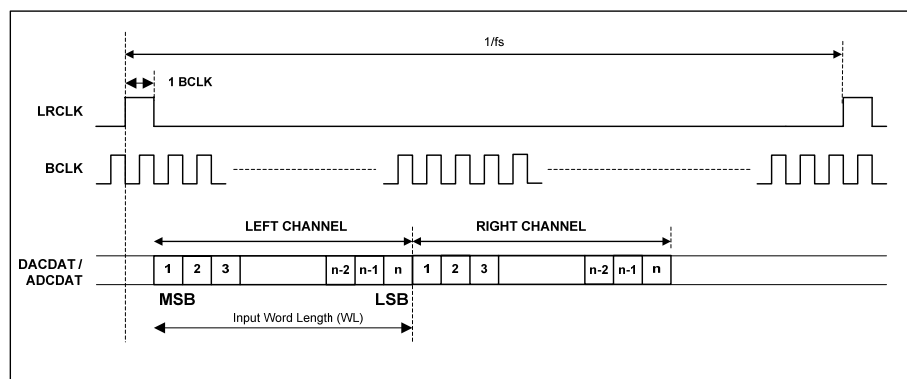 1/fs
1 BCLK
LRCLK
BCLK
LEFT CHANNEL RIGHT CHANNEL
DACDAT /
ADCDAT
1 2 3 n-2 n-1 n 1 2 3 n-2 n-1 n
MSB LSB
Input Word Length (WL)